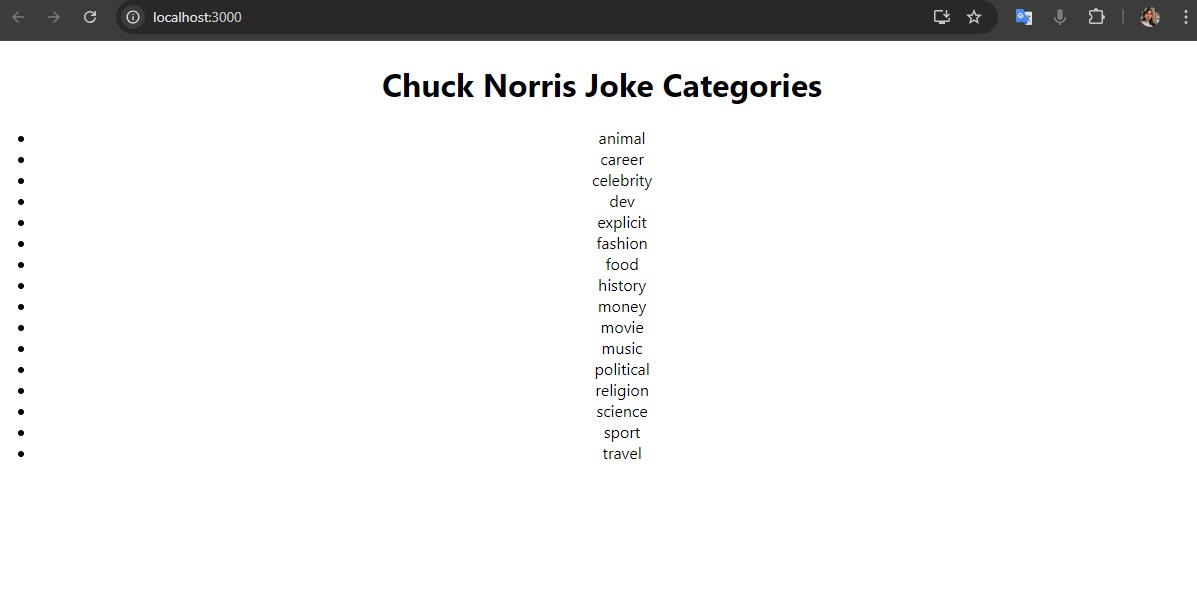 localhost:3000
Chuck Norris Joke Categories
animal
career
celebrity
dev
explicit
fashion
food
history
money
movie
music
political
religion
science
sport
travel